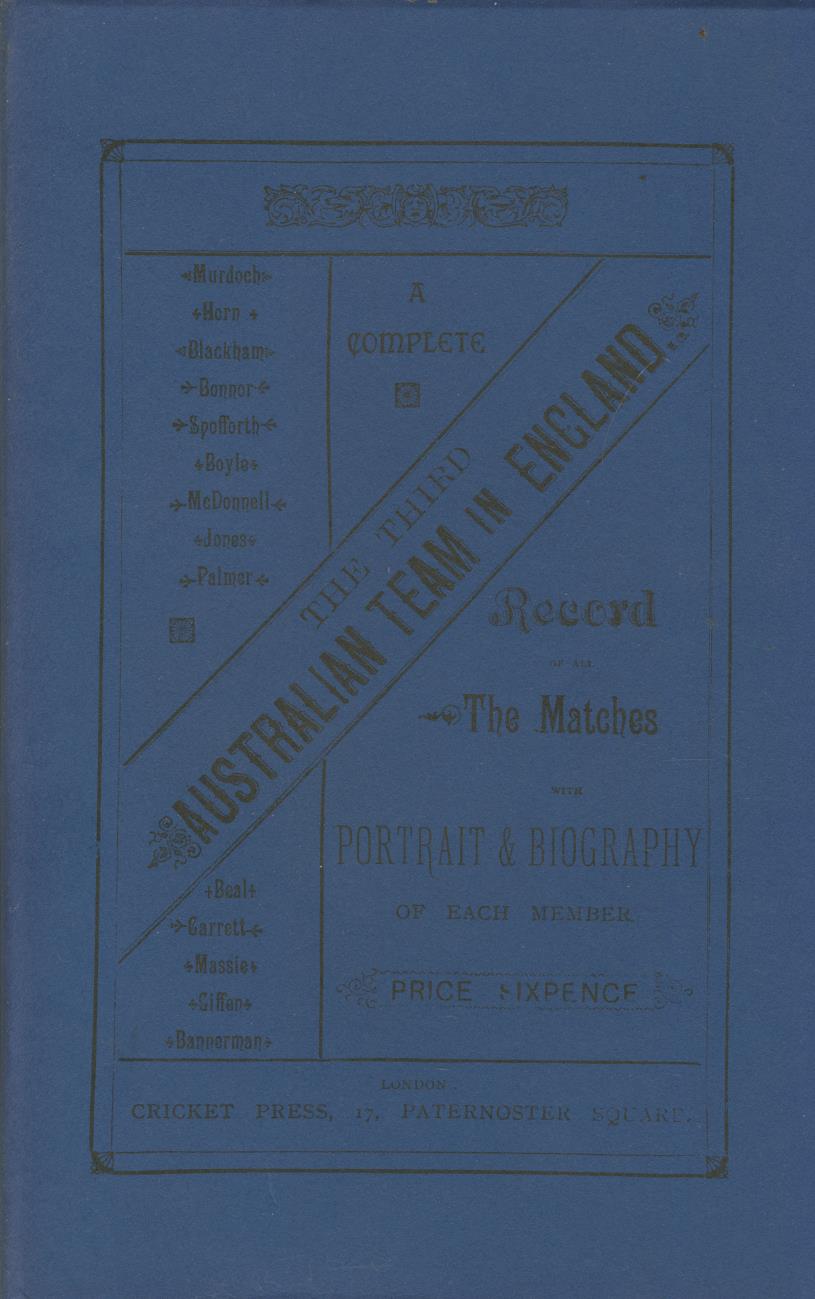 Murdoch
Horn
Blackham
Bonnor
Spofforth
Boyle
McDonnell
Jones
Palmer
A
COMPLETE
THE THIRD
AUSTRALIAN TEAM IN ENGLAND
Record
OF ALL
The Matches
WITH
PORTRAIT & BIOGRAPHY
OF EACH MEMBER.
PRICE SIXPENCE
Beal
Garrett
Massie
Giffen
Bannerman
LONDON.
CRICKET PRESS, 17, PATERNOSTER SQUARE.